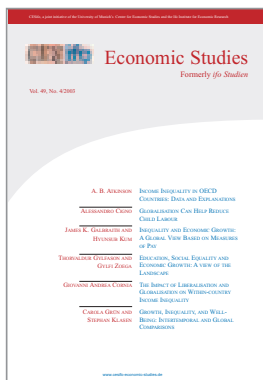 CESifo, a joint initiative of the University of Munich's Center for Economic Studies and the Ifo Institute for Economic Research
ifo Economic Studies
Formerly ifo Studien
Vol. 49, No. 4/2003
A. B. ATKINSON INCOME INEQUALITY IN OECD
COUNTRIES: DATA AND EXPLANATIONS
ALESSANDRO CIGNO GLOBALISATION CAN HELP REDUCE
CHILD LABOUR
JAMES K. GALBRAITH AND INEQUALITY AND ECONOMIC GROWTH:
HYUNSUB KUM A GLOBAL VIEW BASED ON MEASURES
OF PAY
THORVALDUR GYLFASON AND EDUCATION, SOCIAL EQUALITY AND
GYLFI ZOEGA ECONOMIC GROWTH: A VIEW OF THE
LANDSCAPE
GIOVANNI ANDREA CORNIA THE IMPACT OF LIBERALISATION AND
GLOBALISATION ON WITHIN-COUNTRY
INCOME INEQUALITY
CAROLA GRÜN AND GROWTH, INEQUALITY, AND WELL-
STEPHAN KLASEN BEING: INTERTEMPORAL AND GLOBAL
COMPARISONS
www.cesifo-economic-studies.de